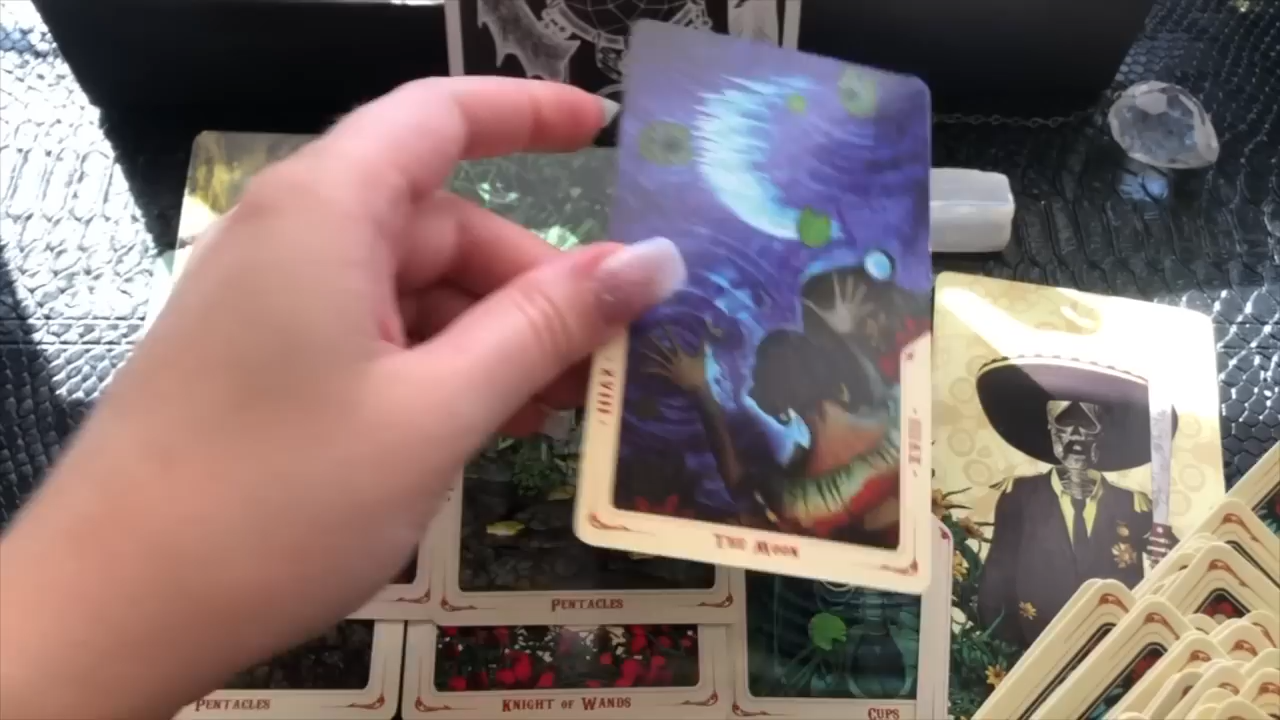 XVIII
THE MOON
PENTACLES
PENTACLES
KNIGHT OF WANDS
CUPS